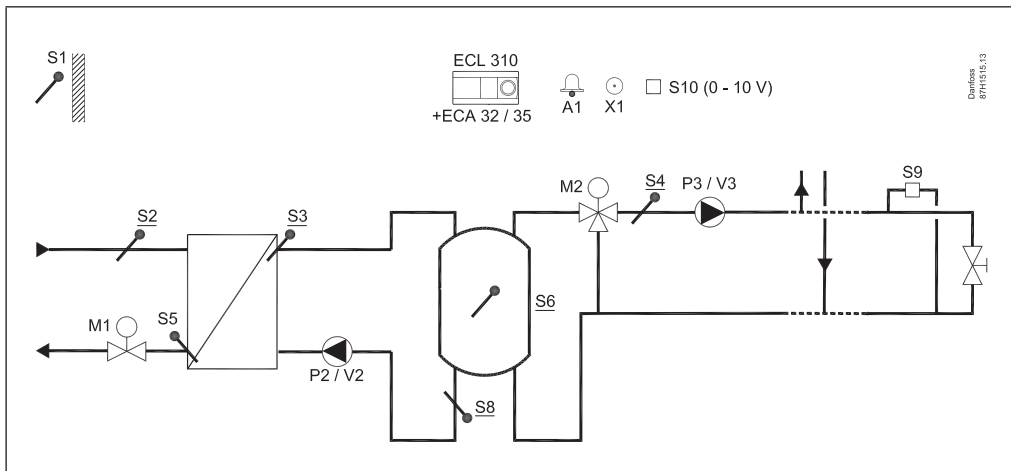 S1
ECL 310
+ECA 32 / 35
A1
X1
S10 (0 - 10 V)
Danfoss
87H1515.13
S9
M2
S4
P3 / V3
S2
S3
S6
M1
S5
P2 / V2
S8